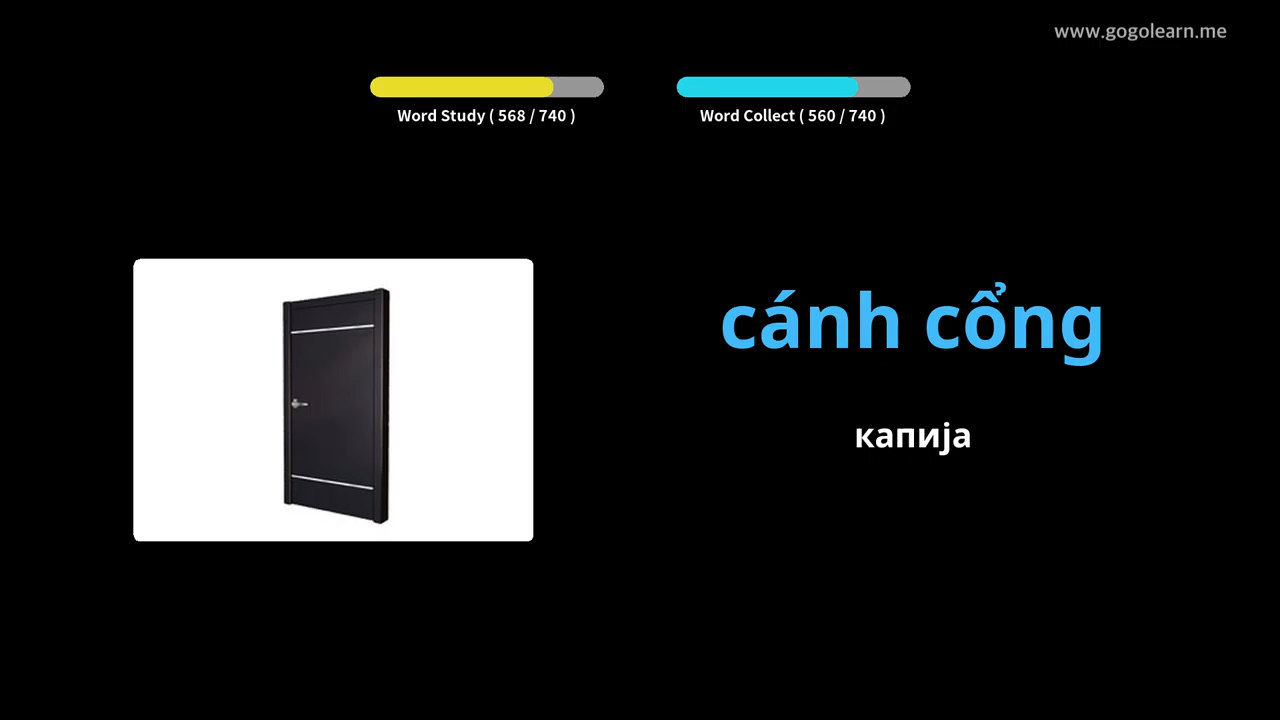 www.gogolearn.me
Word Study ( 568 / 740 )
Word Collect ( 560 / 740 )
cánh cổng
капија